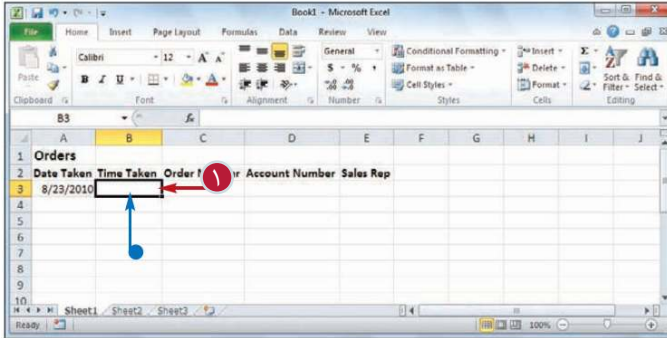 Book1 - Microsoft Excel
File Home Insert Page Layout Formulas Data Review View
Calibri 12 A A General Conditional Formatting Insert Σ
Paste B I U A $ % , Format as Table Delete Sort & Find &
Cell Styles Format Filter Select
Clipboard Font Alignment Number Styles Cells Editing
B3 fx
A B C D E F G H I J
1 Orders
2 Date Taken Time Taken Order Account Number Sales Rep
3 8/23/2010
١
4
5
6
7
8
9
10
Sheet1 Sheet2 Sheet3
Ready 100%